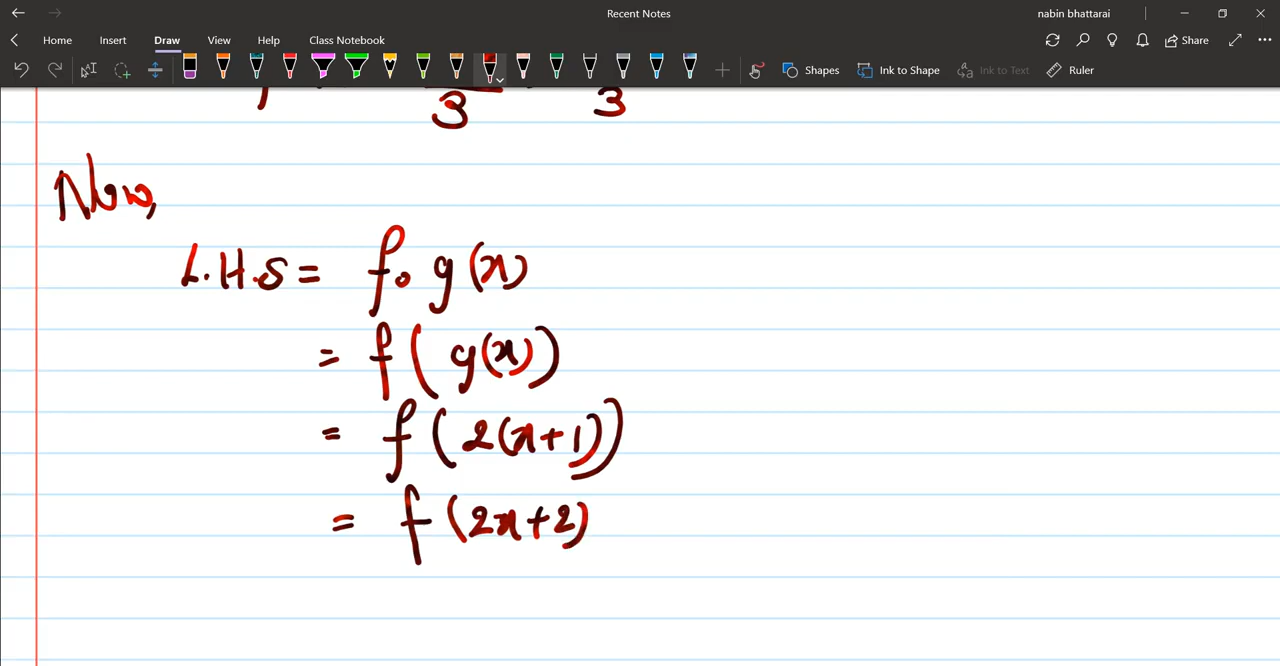 Recent Notes
nabin bhattarai
Home Insert Draw View Help Class Notebook
Share
Shapes Ink to Shape Ink to Text Ruler
3 3
Now,
L.H.S = fo g(x)
= f( g(x))
= f(2(x+1))
= f(2x+2)